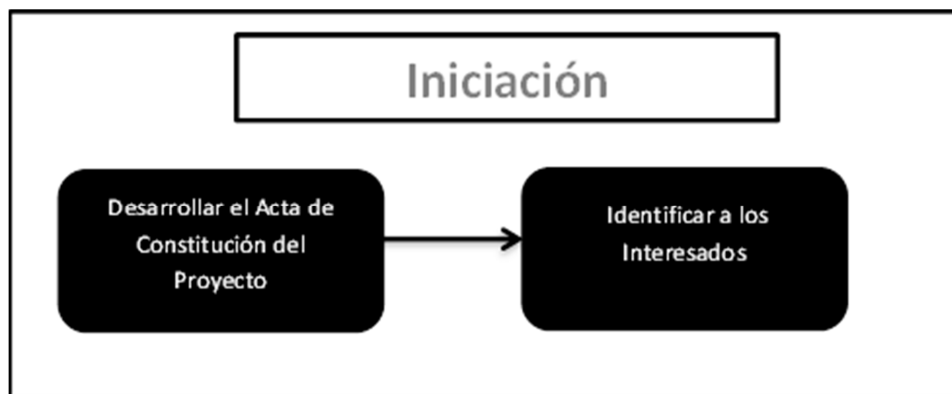 Iniciación
Desarrollar el Acta de
Constitución del
Proyecto
Identificar a los
Interesados